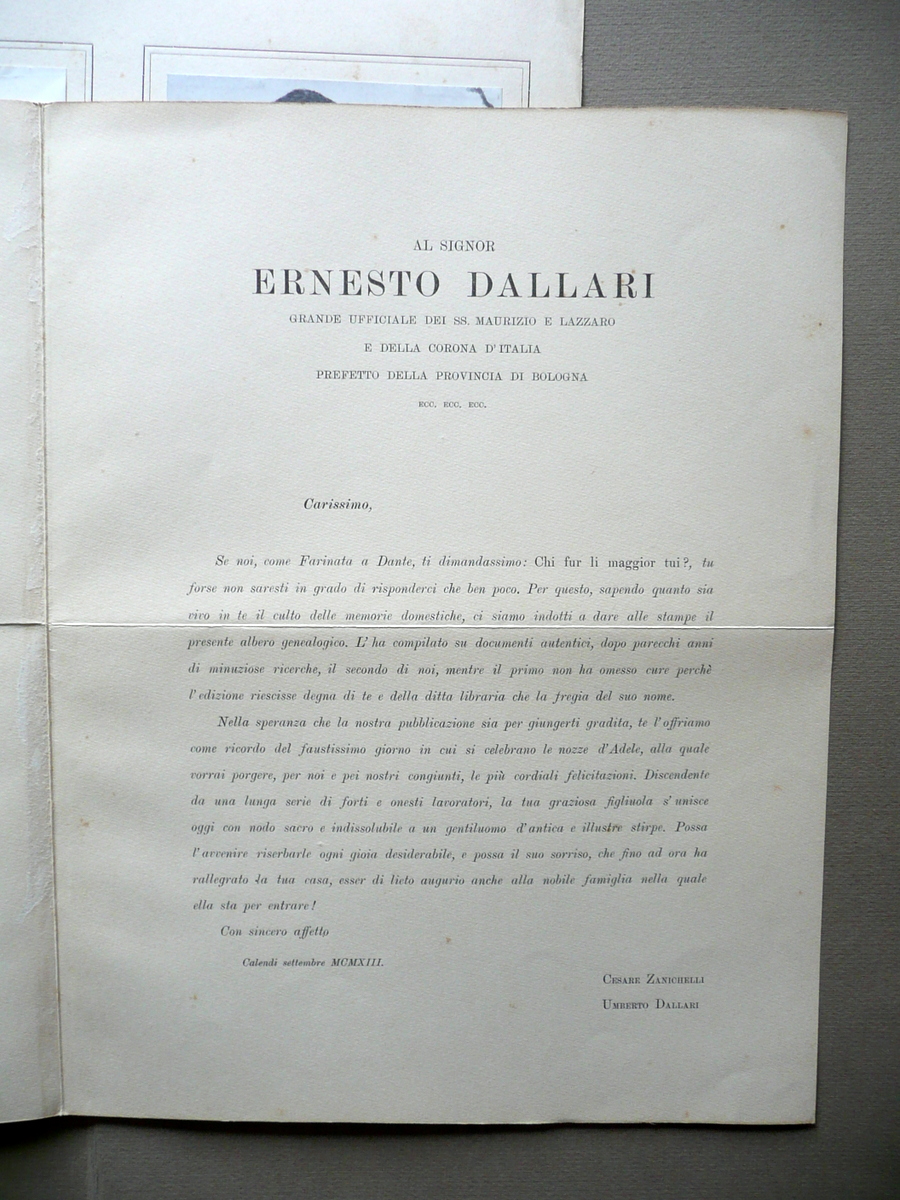 AL SIGNOR
ERNESTO DALLARI
GRANDE UFFICIALE DEI SS. MAURIZIO E LAZZARO
E DELLA CORONA D'ITALIA
PREFETTO DELLA PROVINCIA DI BOLOGNA
ECC. ECC. ECC.
Carissimo,
Se noi, come Farinata a Dante, ti dimandassimo: Chi fur li maggior tui?, tu
forse non saresti in grado di risponderci che ben poco. Per questo, sapendo quanto sia
vivo in te il culto delle memorie domestiche, ci siamo indotti a dare alle stampe il
presente albero genealogico. L'ha compilato su documenti autentici, dopo parecchi anni
di minuziose ricerche, il secondo di noi, mentre il primo non ha omesso cure perchè
l'edizione riescisse degna di te e della ditta libraria che la fregia del suo nome.
Nella speranza che la nostra pubblicazione sia per giungerti gradita, te l'offriamo
come ricordo del faustissimo giorno in cui si celebrano le nozze d'Adele, alla quale
vorrai porgere, per noi e pei nostri congiunti, le più cordiali felicitazioni. Discendente
da una lunga serie di forti e onesti lavoratori, la tua graziosa figliuola s'unisce
oggi con nodo sacro e indissolubile a un gentiluomo d'antica e illustre stirpe. Possa
l'avvenire riserbarle ogni gioia desiderabile, e possa il suo sorriso, che fino ad ora ha
rallegrato la tua casa, esser di lieto augurio anche alla nobile famiglia nella quale
ella sta per entrare!
Con sincero affetto
Calendi settembre MCMXIII.
CESARE ZANICHELLI
UMBERTO DALLARI